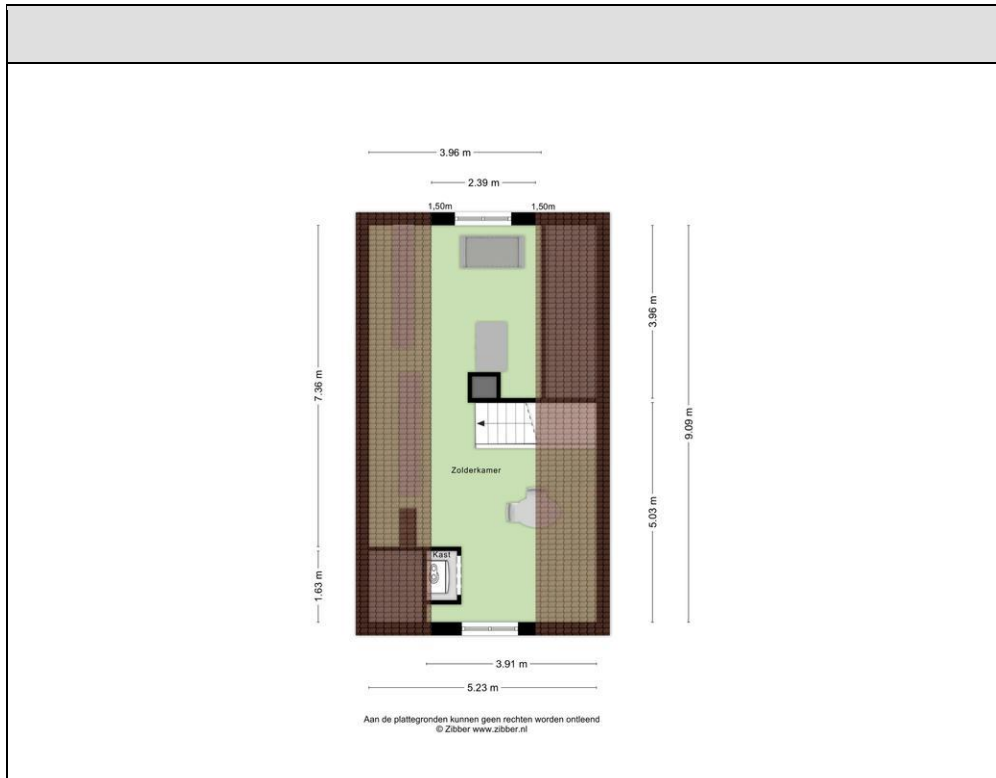 3.96 m
2.39 m
1,50m 1,50m
3.96 m
7.36 m
9.09 m
Zolderkamer
5.03 m
Kast
1.63 m
3.91 m
5.23 m
Aan de plattegronden kunnen geen rechten worden ontleend
© Zibber www.zibber.nl